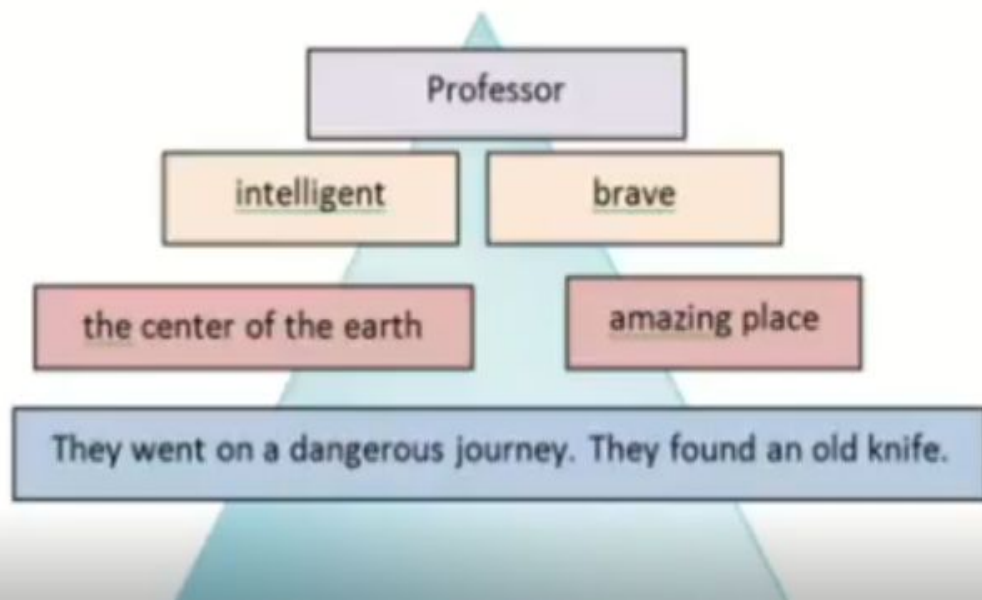 Professor
intelligent
brave
the center of the earth
amazing place
They went on a dangerous journey. They found an old knife.